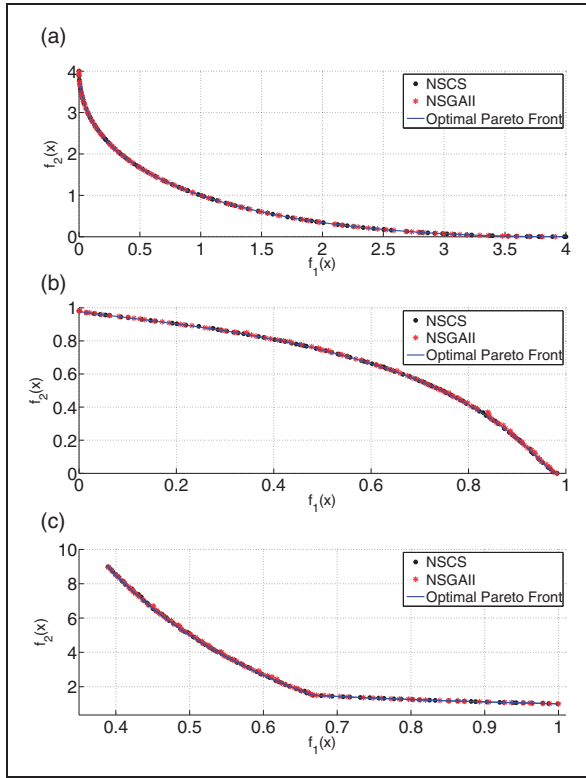 (a)
4
3
2
1
0
f2(x)
NSCS
NSGAII
Optimal Pareto Front
0 0.5 1 1.5 2 2.5 3 3.5 4
f1(x)
(b)
1
0.8
0.6
0.4
0.2
0
f2(x)
NSCS
NSGAII
Optimal Pareto Front
0 0.2 0.4 0.6 0.8 1
f1(x)
(c)
10
8
6
4
2
f2(x)
NSCS
NSGAII
Optimal Pareto Front
0.4 0.5 0.6 0.7 0.8 0.9 1
f1(x)